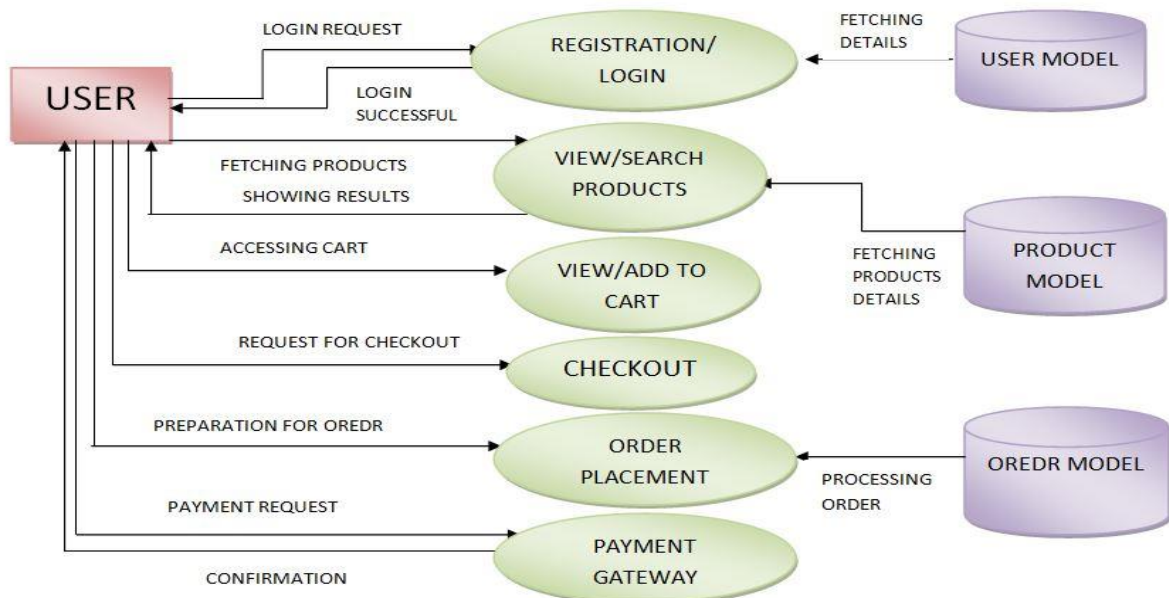 LOGIN REQUEST
REGISTRATION/
LOGIN
FETCHING
DETAILS
USER MODEL
USER
LOGIN
SUCCESSFUL
FETCHING PRODUCTS
SHOWING RESULTS
VIEW/SEARCH
PRODUCTS
ACCESSING CART
VIEW/ADD TO
CART
FETCHING
PRODUCTS
DETAILS
PRODUCT
MODEL
REQUEST FOR CHECKOUT
CHECKOUT
PREPARATION FOR OREDR
ORDER
PLACEMENT
PROCESSING
ORDER
OREDR MODEL
PAYMENT REQUEST
PAYMENT
GATEWAY
CONFIRMATION